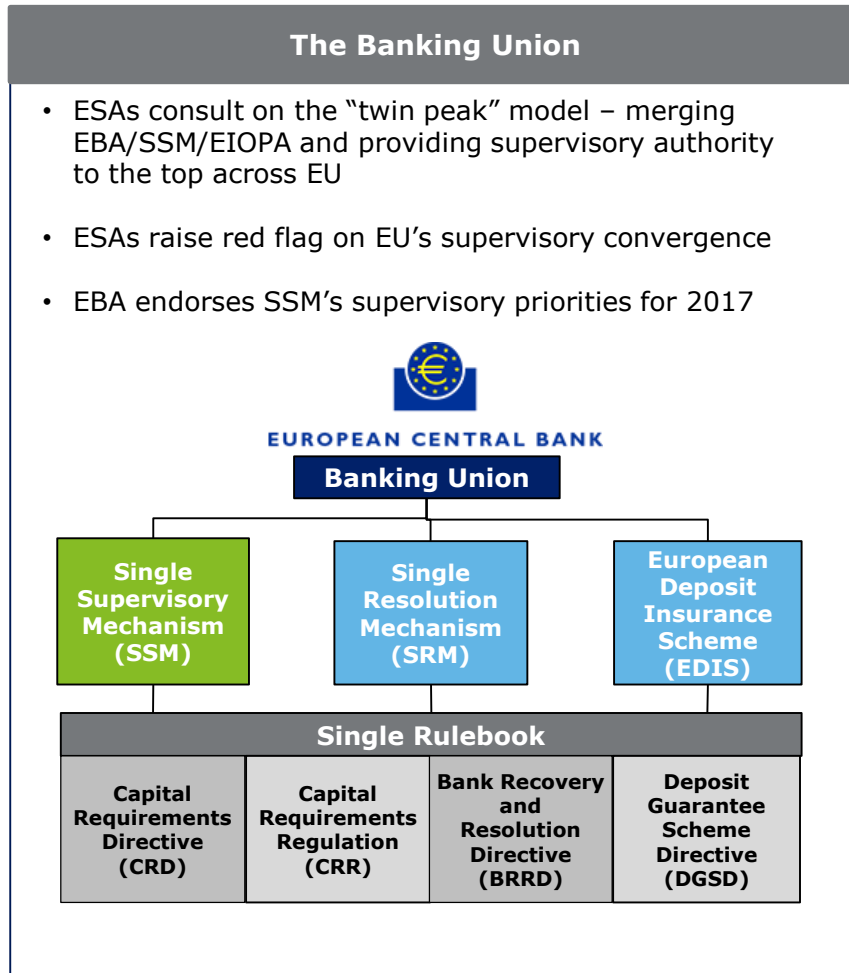 The Banking Union
• ESAs consult on the “twin peak” model – merging
EBA/SSM/EIOPA and providing supervisory authority
to the top across EU
• ESAs raise red flag on EU’s supervisory convergence
• EBA endorses SSM’s supervisory priorities for 2017
€
EUROPEAN CENTRAL BANK
Banking Union
Single
Supervisory
Mechanism
(SSM)
Single
Resolution
Mechanism
(SRM)
European
Deposit
Insurance
Scheme
(EDIS)
Single Rulebook
Capital
Requirements
Directive
(CRD)
Capital
Requirements
Regulation
(CRR)
Bank Recovery
and
Resolution
Directive
(BRRD)
Deposit
Guarantee
Scheme
Directive
(DGSD)